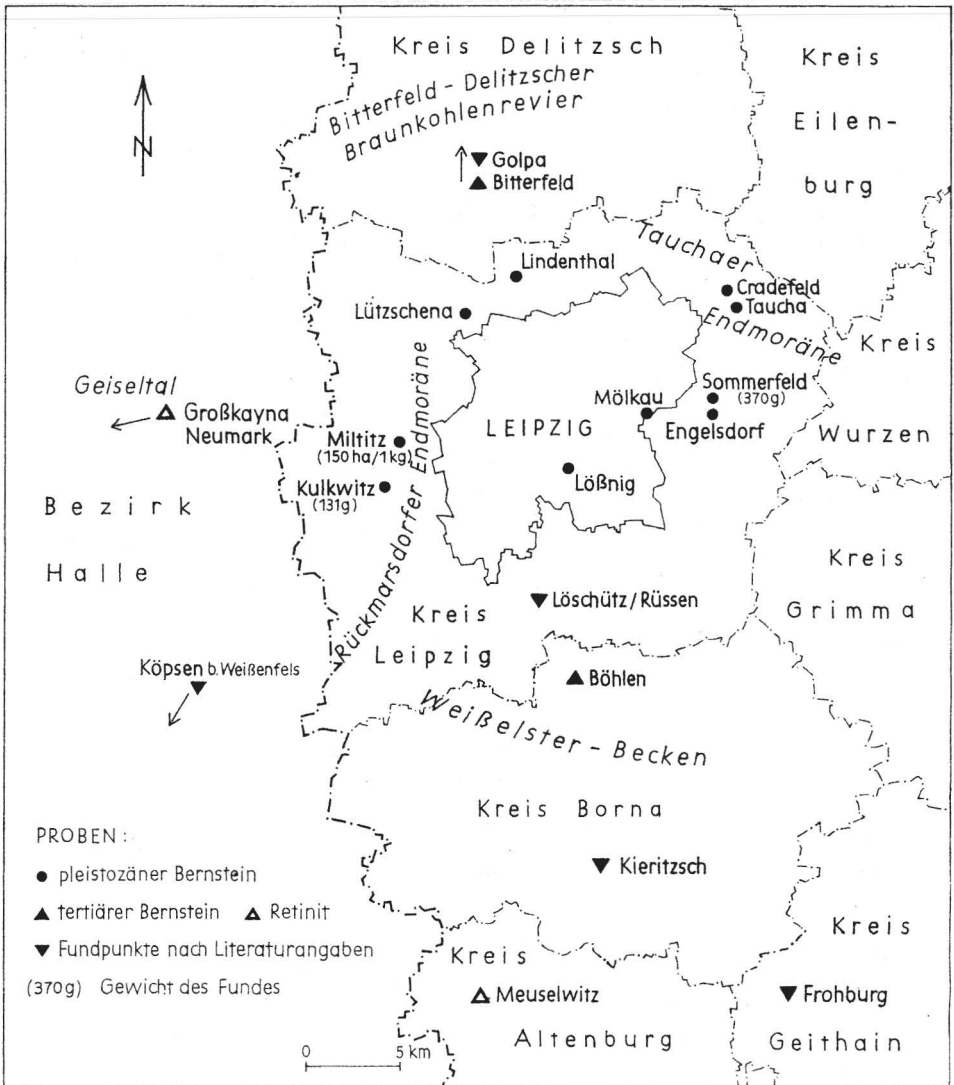 Kreis Delitzsch
Kreis
Eilen-
burg
Bitterfeld - Delitzscher
Braunkohlenrevier
N
Golpa
Bitterfeld
Tauchaer
Endmoräne
Lindenthal
Cradefeld
Taucha
Lützschena
Kreis
Wurzen
Geiseltal
Großkayna
Neumark
Sommerfeld
(370g)
Mölkau
Engelsdorf
LEIPZIG
Miltitz
(150 ha/1kg)
Kulkwitz
(131g)
Lößnig
Rückmarsdorfer Endmoräne
Bezirk
Halle
Kreis
Grimma
Löschütz/Rüssen
Kreis
Leipzig
Köpsen b. Weißenfels
Böhlen
Weißelster - Becken
Kreis Borna
Kieritzsch
PROBEN:
pleistozäner Bernstein
tertiärer Bernstein
Retinit
Fundpunkte nach Literaturangaben
(370g) Gewicht des Fundes
Kreis
Altenburg
Meuselwitz
Kreis
Geithain
Frohburg
0 5 km